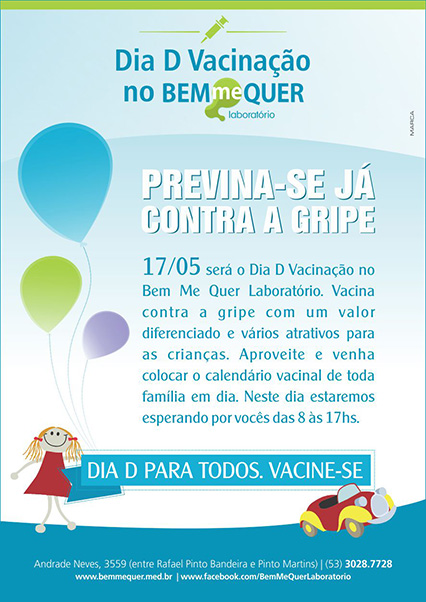 Dia D Vacinação
no BEMmeQUER
laboratório
MARCA
PREVINA-SE JÁ
CONTRA A GRIPE
17/05 será o Dia D Vacinação no
Bem Me Quer Laboratório. Vacina
contra a gripe com um valor
diferenciado e vários atrativos para
as crianças. Aproveite e venha
colocar o calendário vacinal de toda
família em dia. Neste dia estaremos
esperando por vocês das 8 às 17hs.
DIA D PARA TODOS. VACINE-SE
Andrade Neves, 3559 (entre Rafael Pinto Bandeira e Pinto Martins) | (53) 3028.7728
www.bemmequer.med.br | www.facebook.com/BemMeQuerLaboratorio